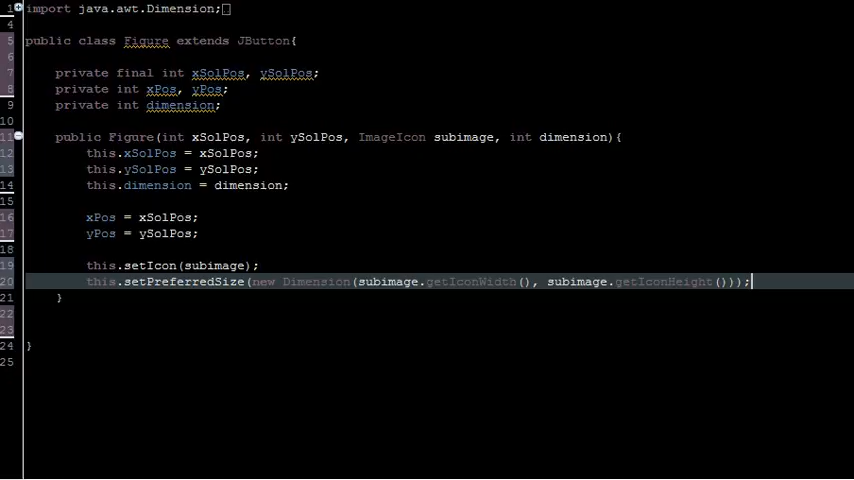 1 import java.awt.Dimension;
4
5 public class Figure extends JButton{
6
7 private final int xSolPos, ySolPos;
8 private int xPos, yPos;
9 private int dimension;
10
11 public Figure(int xSolPos, int ySolPos, ImageIcon subimage, int dimension){
12 this.xSolPos = xSolPos;
13 this.ySolPos = ySolPos;
14 this.dimension = dimension;
15
16 xPos = xSolPos;
17 yPos = ySolPos;
18
19 this.setIcon(subimage);
20 this.setPreferredSize(new Dimension(subimage.getIconWidth(), subimage.getIconHeight()));
21 }
22
23
24 }
25